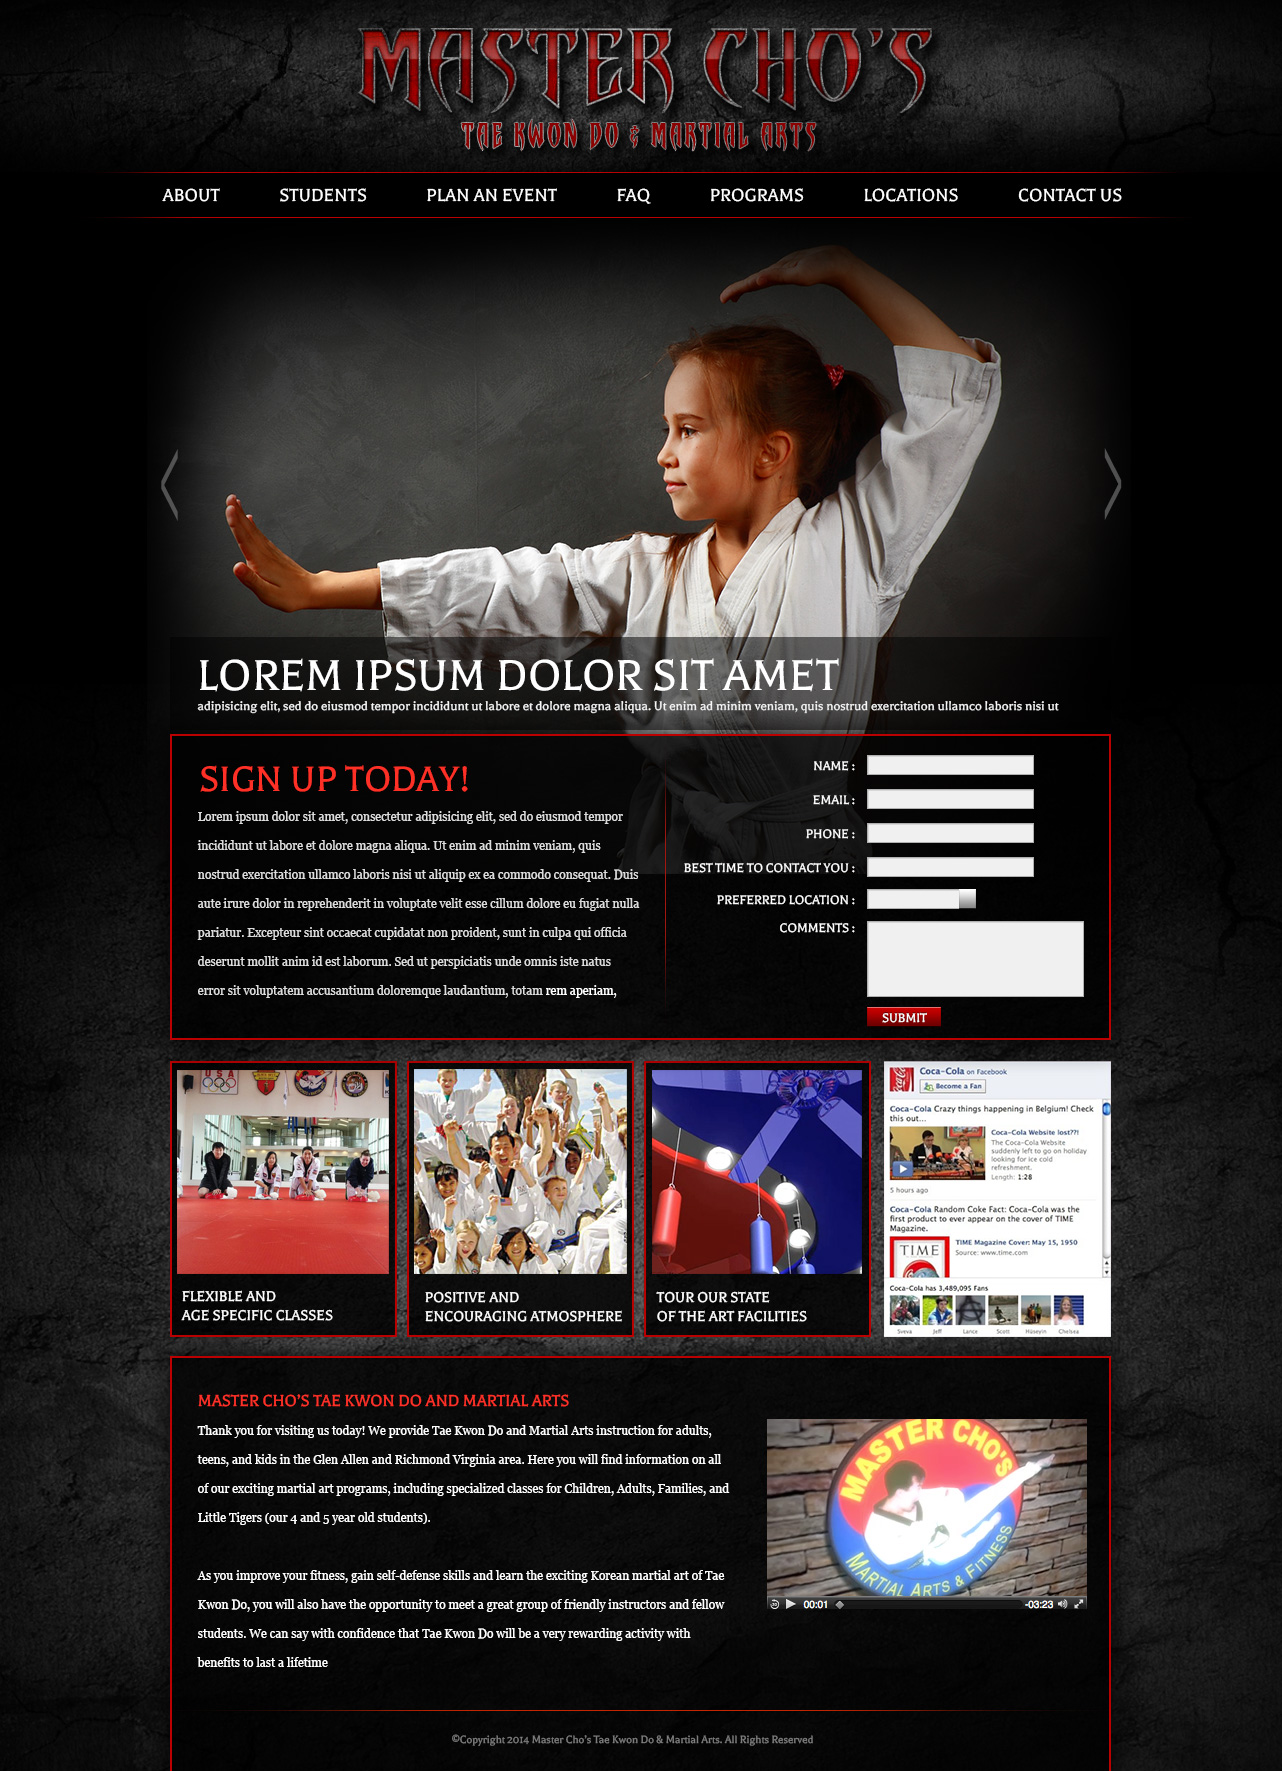 MASTER CHO'S
TAE KWON DO & MARTIAL ARTS
ABOUT STUDENTS PLAN AN EVENT FAQ PROGRAMS LOCATIONS CONTACT US
LOREM IPSUM DOLOR SIT AMET
adipisicing elit, sed do eiusmod tempor incididunt ut labore et dolore magna aliqua. Ut enim ad minim veniam, quis nostrud exercitation ullamco laboris nisi ut
SIGN UP TODAY!
Lorem ipsum dolor sit amet, consectetur adipisicing elit, sed do eiusmod tempor
incididunt ut labore et dolore magna aliqua. Ut enim ad minim veniam, quis
nostrud exercitation ullamco laboris nisi ut aliquip ex ea commodo consequat. Duis
aute irure dolor in reprehenderit in voluptate velit esse cillum dolore eu fugiat nulla
pariatur. Excepteur sint occaecat cupidatat non proident, sunt in culpa qui officia
deserunt mollit anim id est laborum. Sed ut perspiciatis unde omnis iste natus
error sit voluptatem accusantium doloremque laudantium, totam rem aperiam,
NAME :
EMAIL :
PHONE :
BEST TIME TO CONTACT YOU :
PREFERRED LOCATION :
COMMENTS :
SUBMIT
USA
FLEXIBLE AND
AGE SPECIFIC CLASSES
POSITIVE AND
ENCOURAGING ATMOSPHERE
TOUR OUR STATE
OF THE ART FACILITIES
Coca-Cola on Facebook
Become a Fan
Coca-Cola Crazy things happening in Belgium! Check
this out...
Coca-Cola Website lost??!
The Coca-Cola Website
suddenly left to go on holiday
looking for ice cold
refreshment.
Length: 1:28
5 hours ago
Coca-Cola Random Coke Fact: Coca-Cola was the
first product to ever appear on the cover of TIME
Magazine.
TIME
TIME Magazine Cover: May 15, 1950
Source: www.time.com
Coca-Cola has 3,489,095 Fans
Sveva Jeff Lance Scott Hüseyin Chelsea
MASTER CHO'S TAE KWON DO AND MARTIAL ARTS
Thank you for visiting us today! We provide Tae Kwon Do and Martial Arts instruction for adults,
teens, and kids in the Glen Allen and Richmond Virginia area. Here you will find information on all
of our exciting martial art programs, including specialized classes for Children, Adults, Families, and
Little Tigers (our 4 and 5 year old students).
As you improve your fitness, gain self-defense skills and learn the exciting Korean martial art of Tae
Kwon Do, you will also have the opportunity to meet a great group of friendly instructors and fellow
students. We can say with confidence that Tae Kwon Do will be a very rewarding activity with
benefits to last a lifetime
MASTER CHO'S
MARTIAL ARTS & FITNESS
00:01 -03:23
©Copyright 2014 Master Cho's Tae Kwon Do & Martial Arts. All Rights Reserved